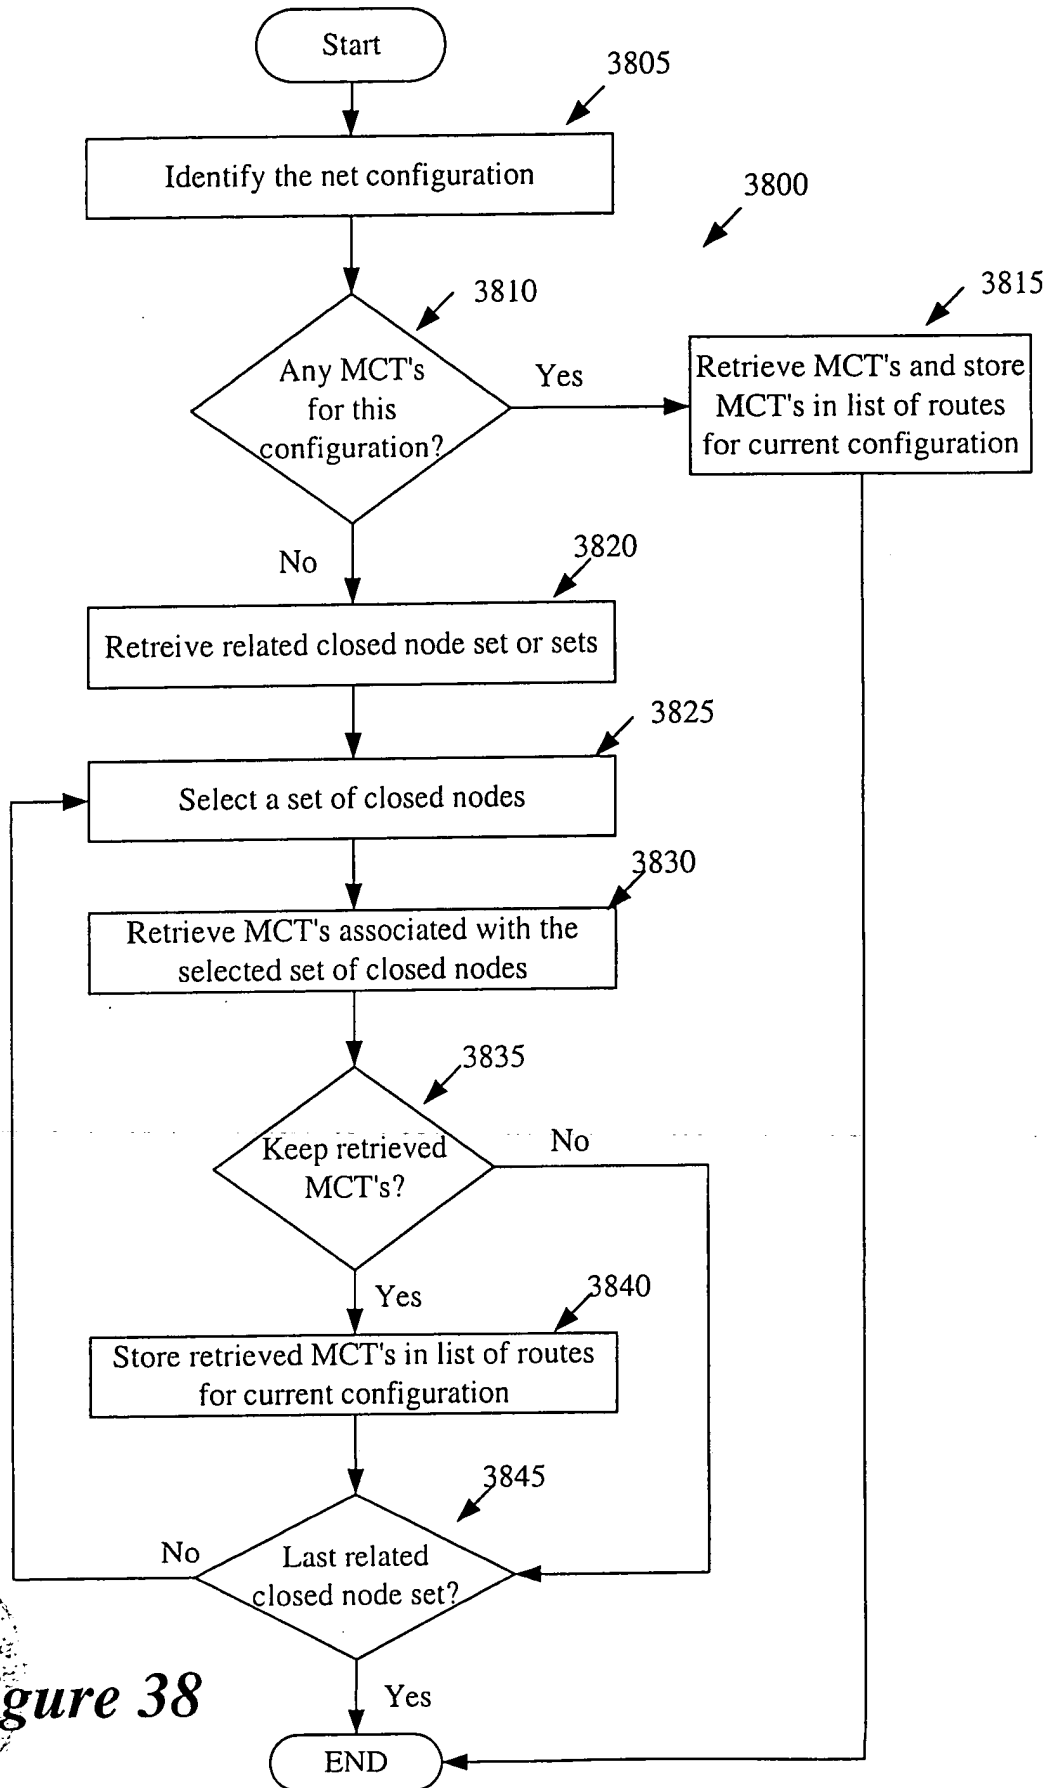 Start
3805
Identify the net configuration
3800
3810
3815
Any MCT's
for this
configuration?
Yes
Retrieve MCT's and store
MCT's in list of routes
for current configuration
No
3820
Retreive related closed node set or sets
3825
Select a set of closed nodes
3830
Retrieve MCT's associated with the
selected set of closed nodes
3835
Keep retrieved
MCT's?
No
Yes
3840
Store retrieved MCT's in list of routes
for current configuration
3845
No
Last related
closed node set?
gure 38
Yes
END